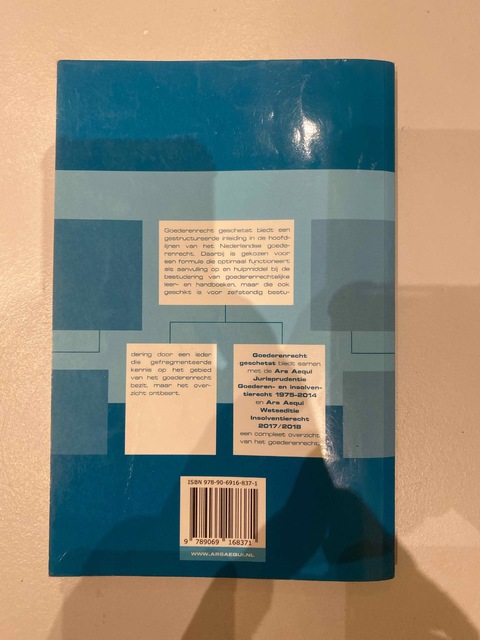 Goederenrecht geschetst biedt een
gestructureerde inleiding in de hoofd-
lijnen van het Nederlandse goede-
renrecht. Daarbij is gekozen voor
een formule die optimaal functioneert
als aanvulling op en hulpmiddel bij de
bestudering van goederenrechtelijke
leer- en handboeken, maar die ook
geschikt is voor zelfstandig bestu-
dering door een ieder
die gefragmenteerde
kennis op het gebied
van het goederenrecht
bezit, maar het over-
zicht ontbeert.
Goederenrecht
geschetst biedt samen
met de Ars Aequi
Jurisprudentie
Goederen- en insolven-
tierecht 1975-2014
en Ars Aequi
Wetseditie
Insolventierecht
2017/2018
een compleet overzicht
van het goederenrecht.
ISBN 978-90-6916-837-1
9 789069 168371
WWW.ARSAEQUI.NL